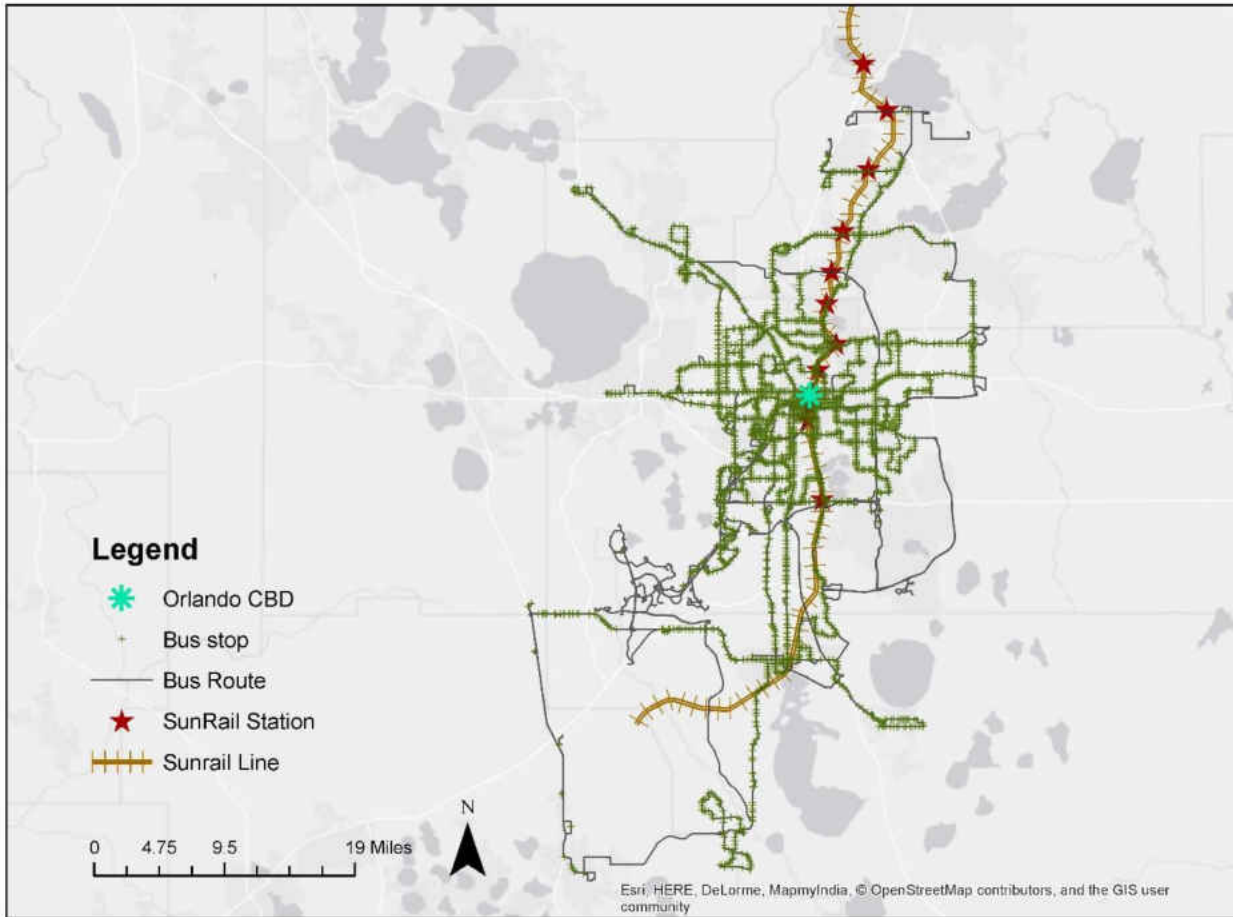 Legend
Orlando CBD
Bus stop
Bus Route
SunRail Station
Sunrail Line
N
0 4.75 9.5 19 Miles
Esri, HERE, DeLorme, MapmyIndia, © OpenStreetMap contributors, and the GIS user
community